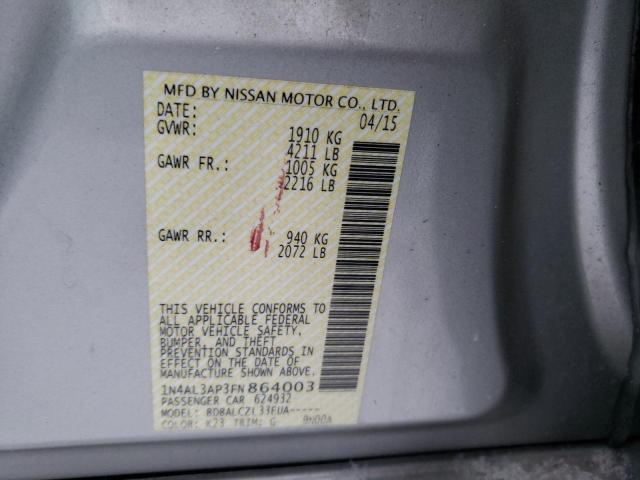 MFD BY NISSAN MOTOR CO., LTD.
DATE: 04/15
GVWR: 1910 KG
4211 LB
GAWR FR.: 1005 KG
2216 LB
GAWR RR.: 940 KG
2072 LB
THIS VEHICLE CONFORMS TO
ALL APPLICABLE FEDERAL
MOTOR VEHICLE SAFETY,
BUMPER, AND THEFT
PREVENTION STANDARDS IN
EFFECT ON THE DATE OF
MANUFACTURE SHOWN ABOVE.
1N4AL3AP3FN864003
PASSENGER CAR 624932
MODEL: BDBALCZL33EUA-----
COLOR: K23 TRIM: G 9N00A